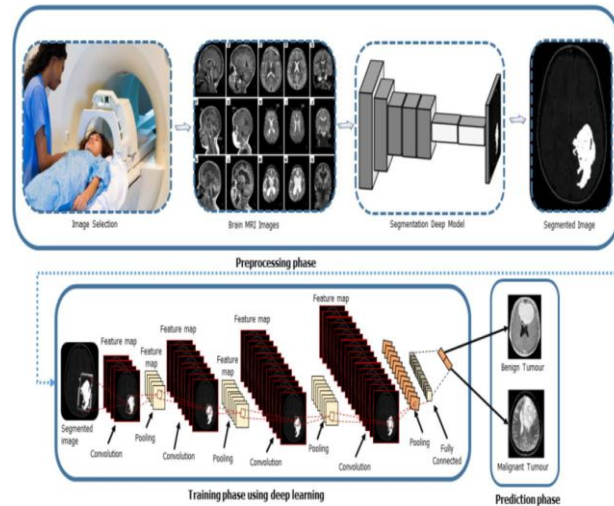 Image Selection
Brain MRI Images
Segmentation Deep Model
Segmented Image
Preprocessing phase
Feature map
Feature map
Feature map
Feature map
Feature map
Feature map
Segmented
image
Convolution
Pooling
Convolution
Pooling
Convolution
Pooling
Convolution
Pooling
Fully
Connected
Training phase using deep learning
Benign Tumour
Malignant Tumour
Prediction phase